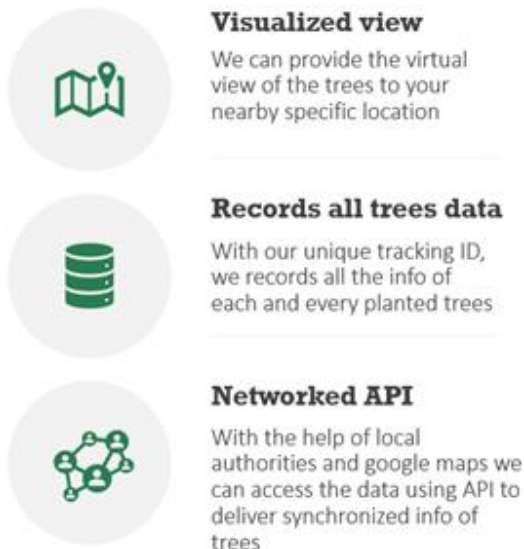 Visualized view
We can provide the virtual
view of the trees to your
nearby specific location
Records all trees data
With our unique tracking ID,
we records all the info of
each and every planted trees
Networked API
With the help of local
authorities and google maps we
can access the data using API to
deliver synchronized info of
trees